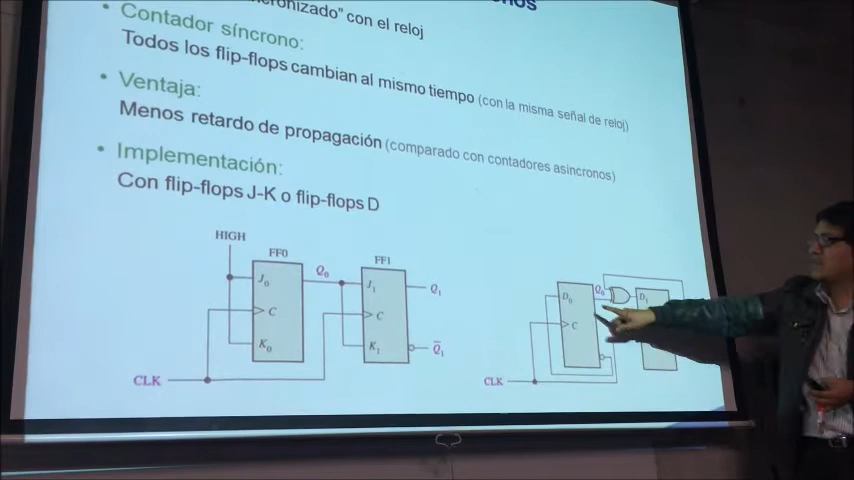 con el reloj
• Contador síncrono:
Todos los flip-flops cambian al mismo tiempo (con la misma señal de reloj)
• Ventaja:
Menos retardo de propagación (comparado con contadores asíncronos)
• Implementación:
Con flip-flops J-K o flip-flops D
HIGH
FF0
FF1
J0
Q0
J1
Q1
C
C
K0
K1
Q̅1
CLK
D0
Q0
D1
C
CLK